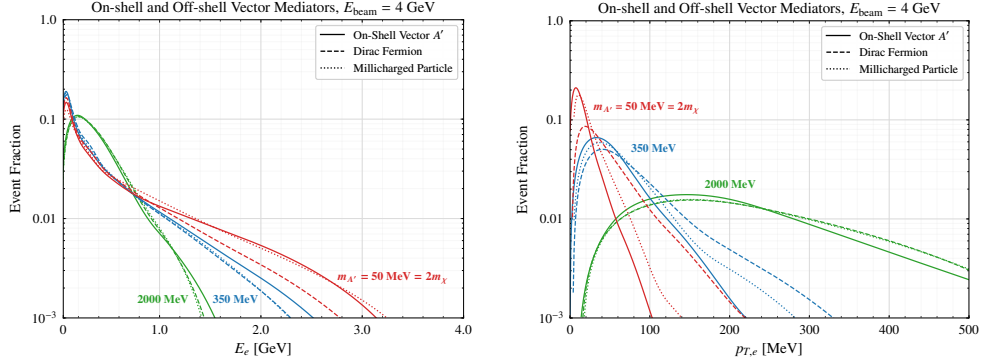 On-shell and Off-shell Vector Mediators, E_beam = 4 GeV
1.0
0.1
0.01
10⁻³
Event Fraction
On-Shell Vector A′
Dirac Fermion
Millicharged Particle
m_A′ = 50 MeV = 2m_χ
2000 MeV
350 MeV
0
1.0
2.0
3.0
4.0
E_e [GeV]
On-shell and Off-shell Vector Mediators, E_beam = 4 GeV
1.0
0.1
0.01
10⁻³
Event Fraction
On-Shell Vector A′
Dirac Fermion
Millicharged Particle
m_A′ = 50 MeV = 2m_χ
350 MeV
2000 MeV
0
100
200
300
400
500
p_T,e [MeV]